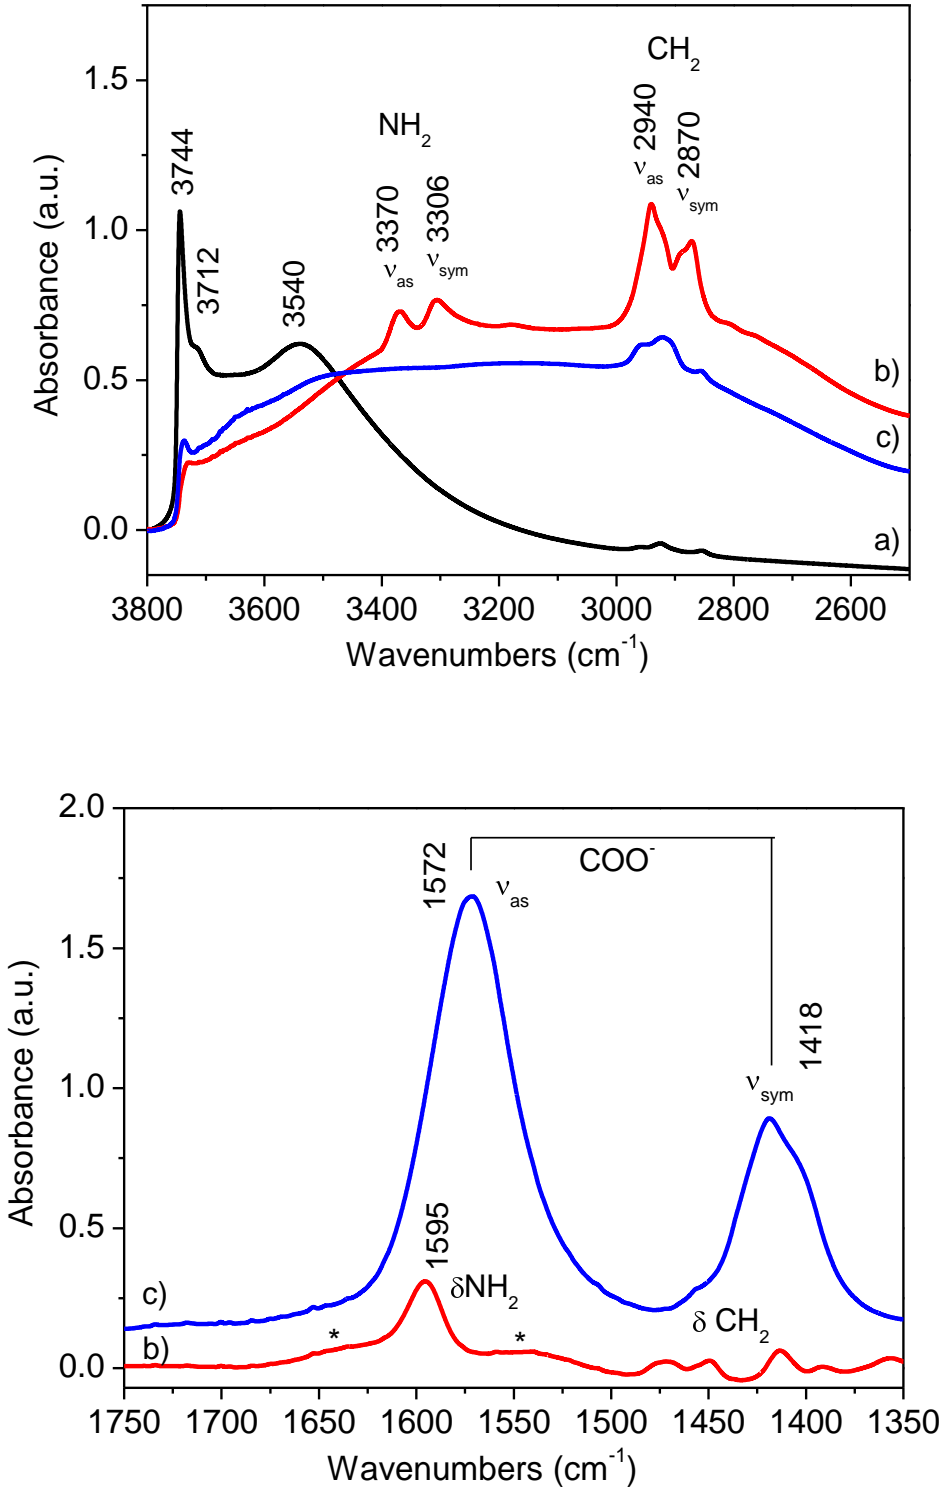 CH2
NH2
3744
3712
3540
3370
νas
3306
νsym
2940
νas
2870
νsym
1.5
1.0
0.5
0.0
Absorbance (a.u.)
b)
c)
a)
3800 3600 3400 3200 3000 2800 2600
Wavenumbers (cm-1)
2.0
1.5
1.0
0.5
0.0
Absorbance (a.u.)
COO-
1572
νas
1418
νsym
1595
δNH2
δ CH2
c)
b)
*
*
1750 1700 1650 1600 1550 1500 1450 1400 1350
Wavenumbers (cm-1)